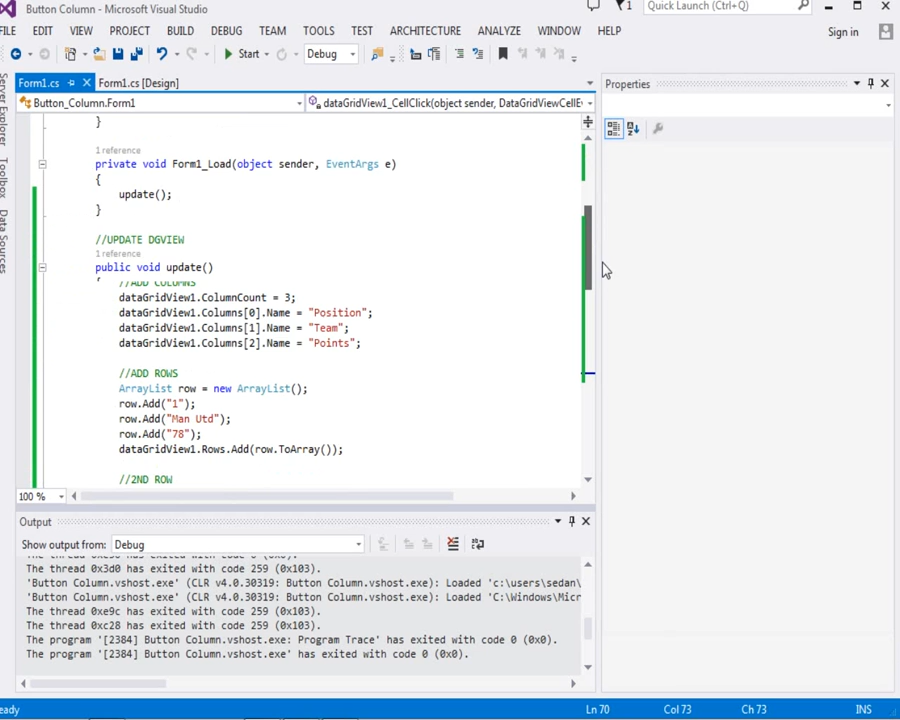 Button Column - Microsoft Visual Studio
1
Quick Launch (Ctrl+Q)
FILE EDIT VIEW PROJECT BUILD DEBUG TEAM TOOLS TEST ARCHITECTURE ANALYZE WINDOW HELP
Sign in
Start Debug
Server Explorer
Toolbox
Data Sources
Form1.cs Form1.cs [Design]
Button_Column.Form1 dataGridView1_CellClick(object sender, DataGridViewCellEv
}
1 reference
private void Form1_Load(object sender, EventArgs e)
{
update();
}
//UPDATE DGVIEW
1 reference
public void update()
{ //ADD COLUMNS
dataGridView1.ColumnCount = 3;
dataGridView1.Columns[0].Name = "Position";
dataGridView1.Columns[1].Name = "Team";
dataGridView1.Columns[2].Name = "Points";
//ADD ROWS
ArrayList row = new ArrayList();
row.Add("1");
row.Add("Man Utd");
row.Add("78");
dataGridView1.Rows.Add(row.ToArray());
//2ND ROW
100 %
Properties
Output
Show output from: Debug
The thread 0x3d0 has exited with code 259 (0x103).
'Button Column.vshost.exe' (CLR v4.0.30319: Button Column.vshost.exe): Loaded 'c:\users\sedan\
'Button Column.vshost.exe' (CLR v4.0.30319: Button Column.vshost.exe): Loaded 'C:\Windows\Micr
The thread 0xe9c has exited with code 259 (0x103).
The thread 0xc28 has exited with code 259 (0x103).
The program '[2384] Button Column.vshost.exe: Program Trace' has exited with code 0 (0x0).
The program '[2384] Button Column.vshost.exe' has exited with code 0 (0x0).
eady Ln 70 Col 73 Ch 73 INS